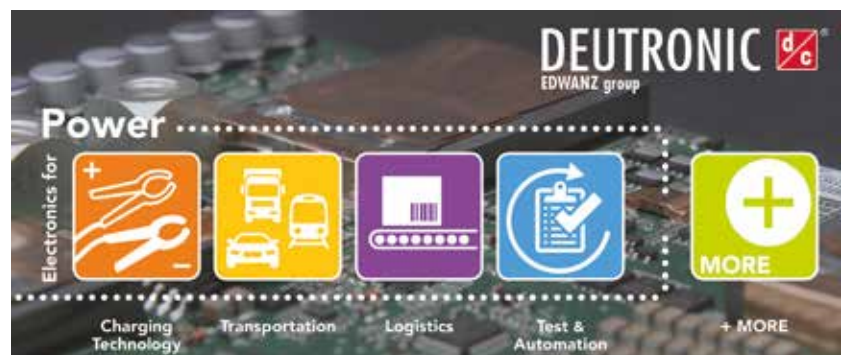 DEUTRONIC d/c®
EDWANZ group
Power
Electronics for
+
−
MORE
Charging
Technology
Transportation
Logistics
Test &
Automation
+ MORE